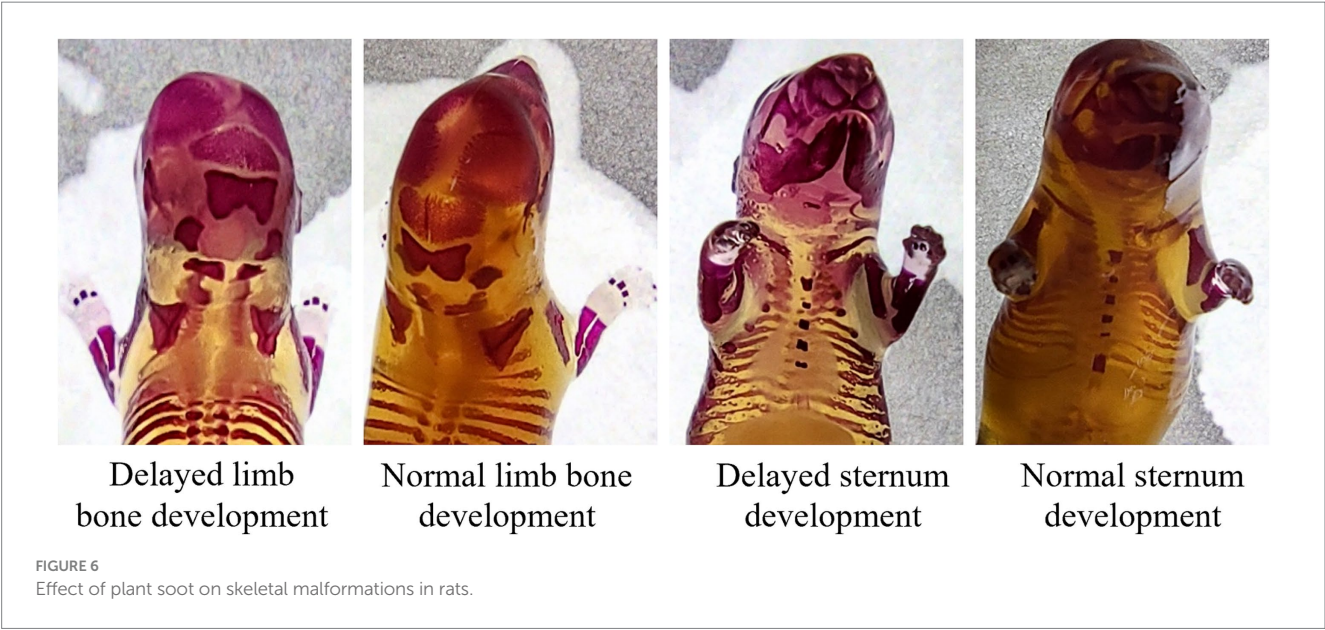 Delayed limb
bone development
Normal limb bone
development
Delayed sternum
development
Normal sternum
development
FIGURE 6
Effect of plant soot on skeletal malformations in rats.